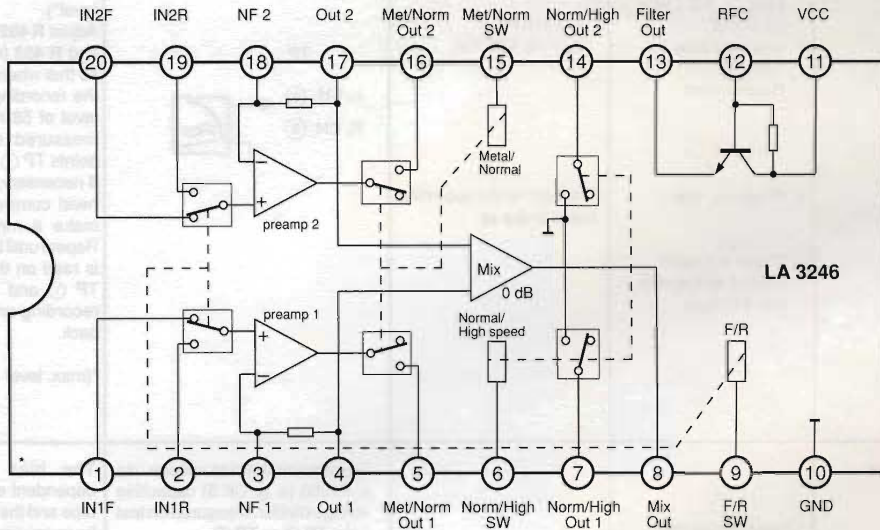 IN2F IN2R NF 2 Out 2 Met/Norm Met/Norm Norm/High Filter RFC VCC
Out 2 SW Out 2 Out
20 19 18 17 16 15 14 13 12 11
Metal/
Normal
preamp 2
Mix
0 dB
LA 3246
preamp 1
Normal/
High speed
F/R
1 2 3 4 5 6 7 8 9 10
IN1F IN1R NF 1 Out 1 Met/Norm Norm/High Norm/High Mix F/R GND
Out 1 SW Out 1 Out SW